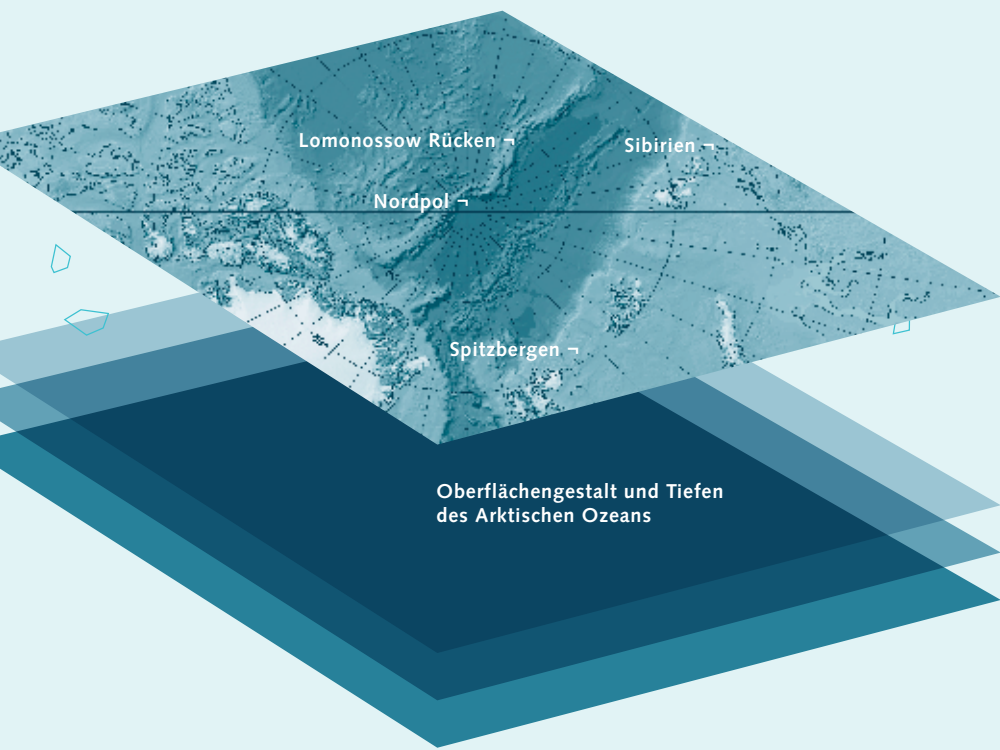 Lomonossow Rücken ¬
Sibirien ¬
Nordpol ¬
Spitzbergen ¬
Oberflächengestalt und Tiefen
des Arktischen Ozeans